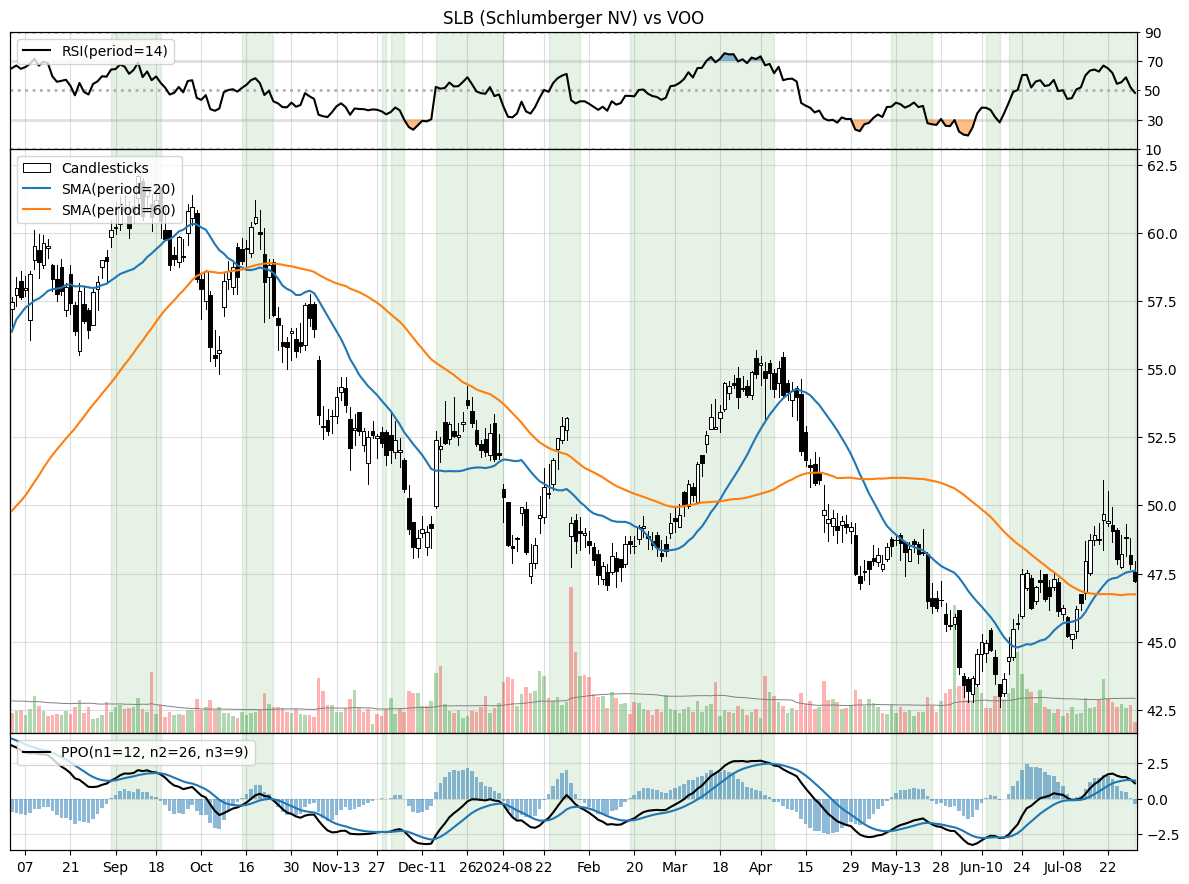 SLB (Schlumberger NV) vs VOO
RSI(period=14)
90
70
50
30
10
Candlesticks
SMA(period=20)
SMA(period=60)
62.5
60.0
57.5
55.0
52.5
50.0
47.5
45.0
42.5
PPO(n1=12, n2=26, n3=9)
2.5
0.0
−2.5
07 21 Sep 18 Oct 16 30 Nov-13 27 Dec-11 26 2024-08 22 Feb 20 Mar 18 Apr 15 29 May-13 28 Jun-10 24 Jul-08 22